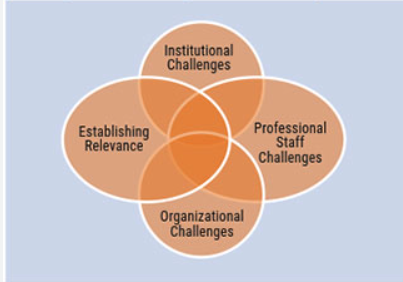 Institutional
Challenges
Establishing
Relevance
Professional
Staff
Challenges
Organizational
Challenges